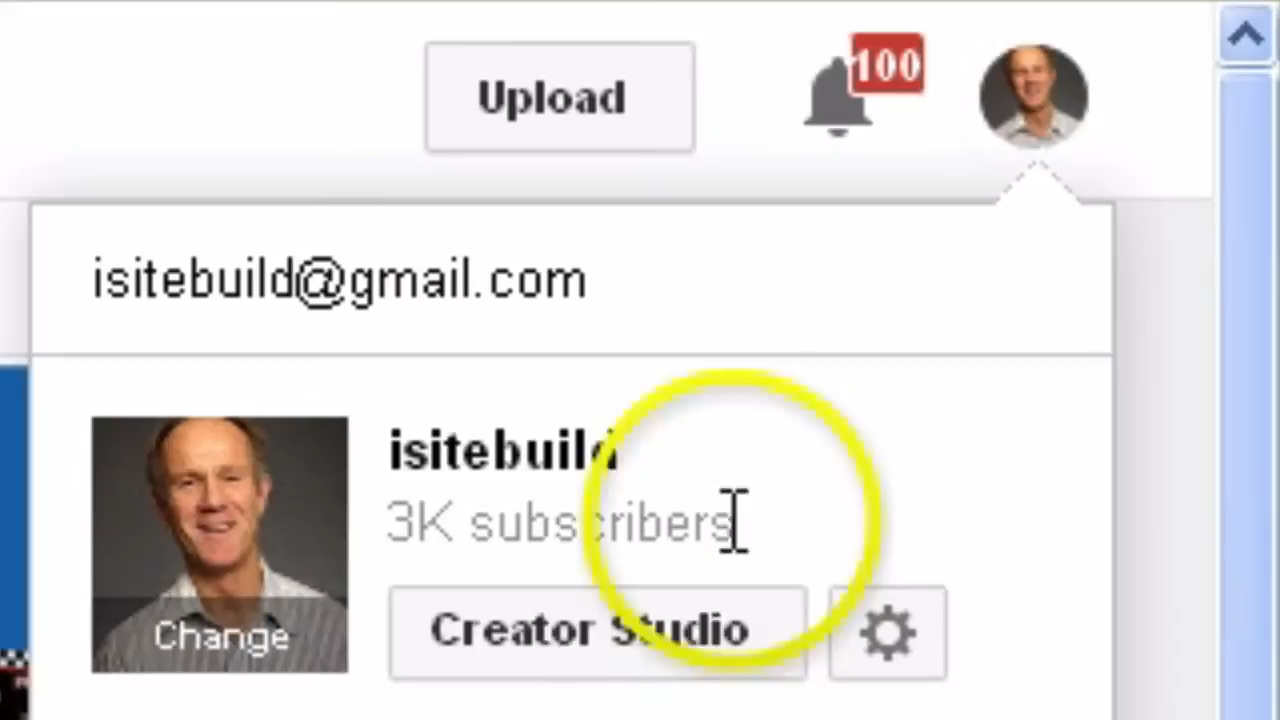 Upload
100
isitebuild@gmail.com
isitebuild
3K subscribers
Change
Creator Studio